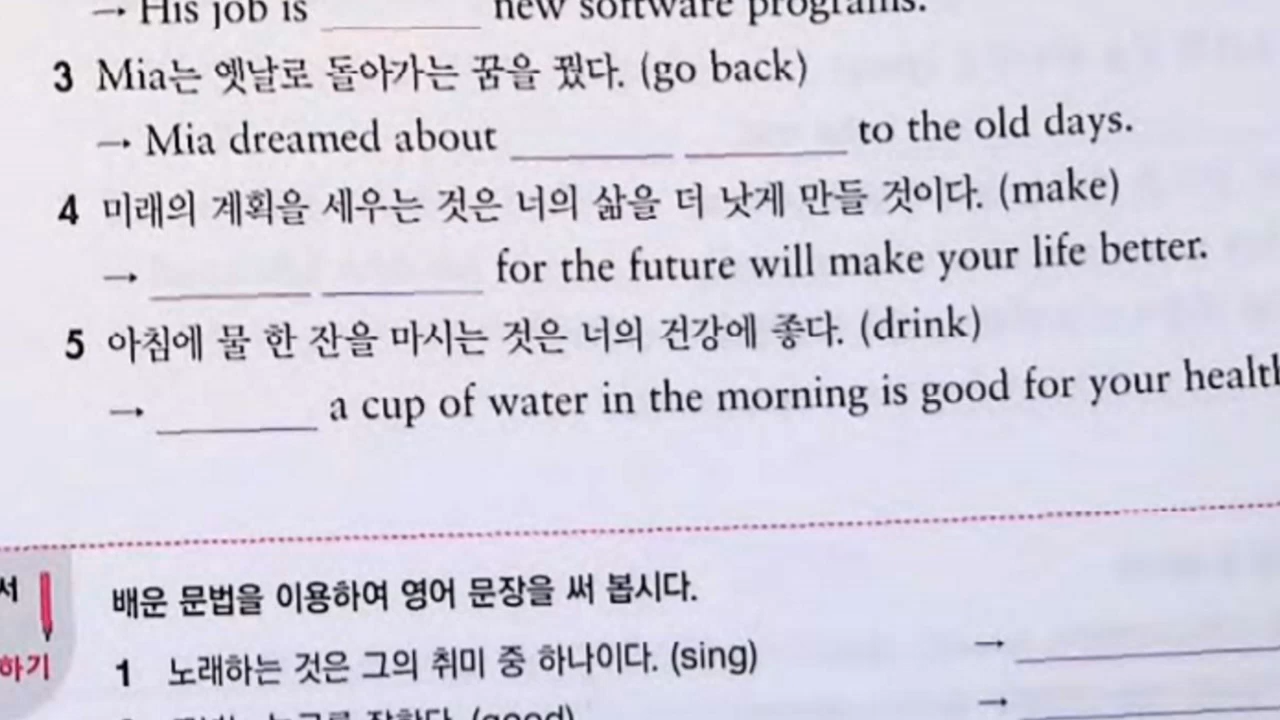 → His job is ________ new software programs.
3 Mia는 옛날로 돌아가는 꿈을 꿨다. (go back)
→ Mia dreamed about ________ ________ to the old days.
4 미래의 계획을 세우는 것은 너의 삶을 더 낫게 만들 것이다. (make)
→ ________ ________ for the future will make your life better.
5 아침에 물 한 잔을 마시는 것은 너의 건강에 좋다. (drink)
→ ________ a cup of water in the morning is good for your health
서
하기
배운 문법을 이용하여 영어 문장을 써 봅시다.
1 노래하는 것은 그의 취미 중 하나이다. (sing) → ________
(good) → ________